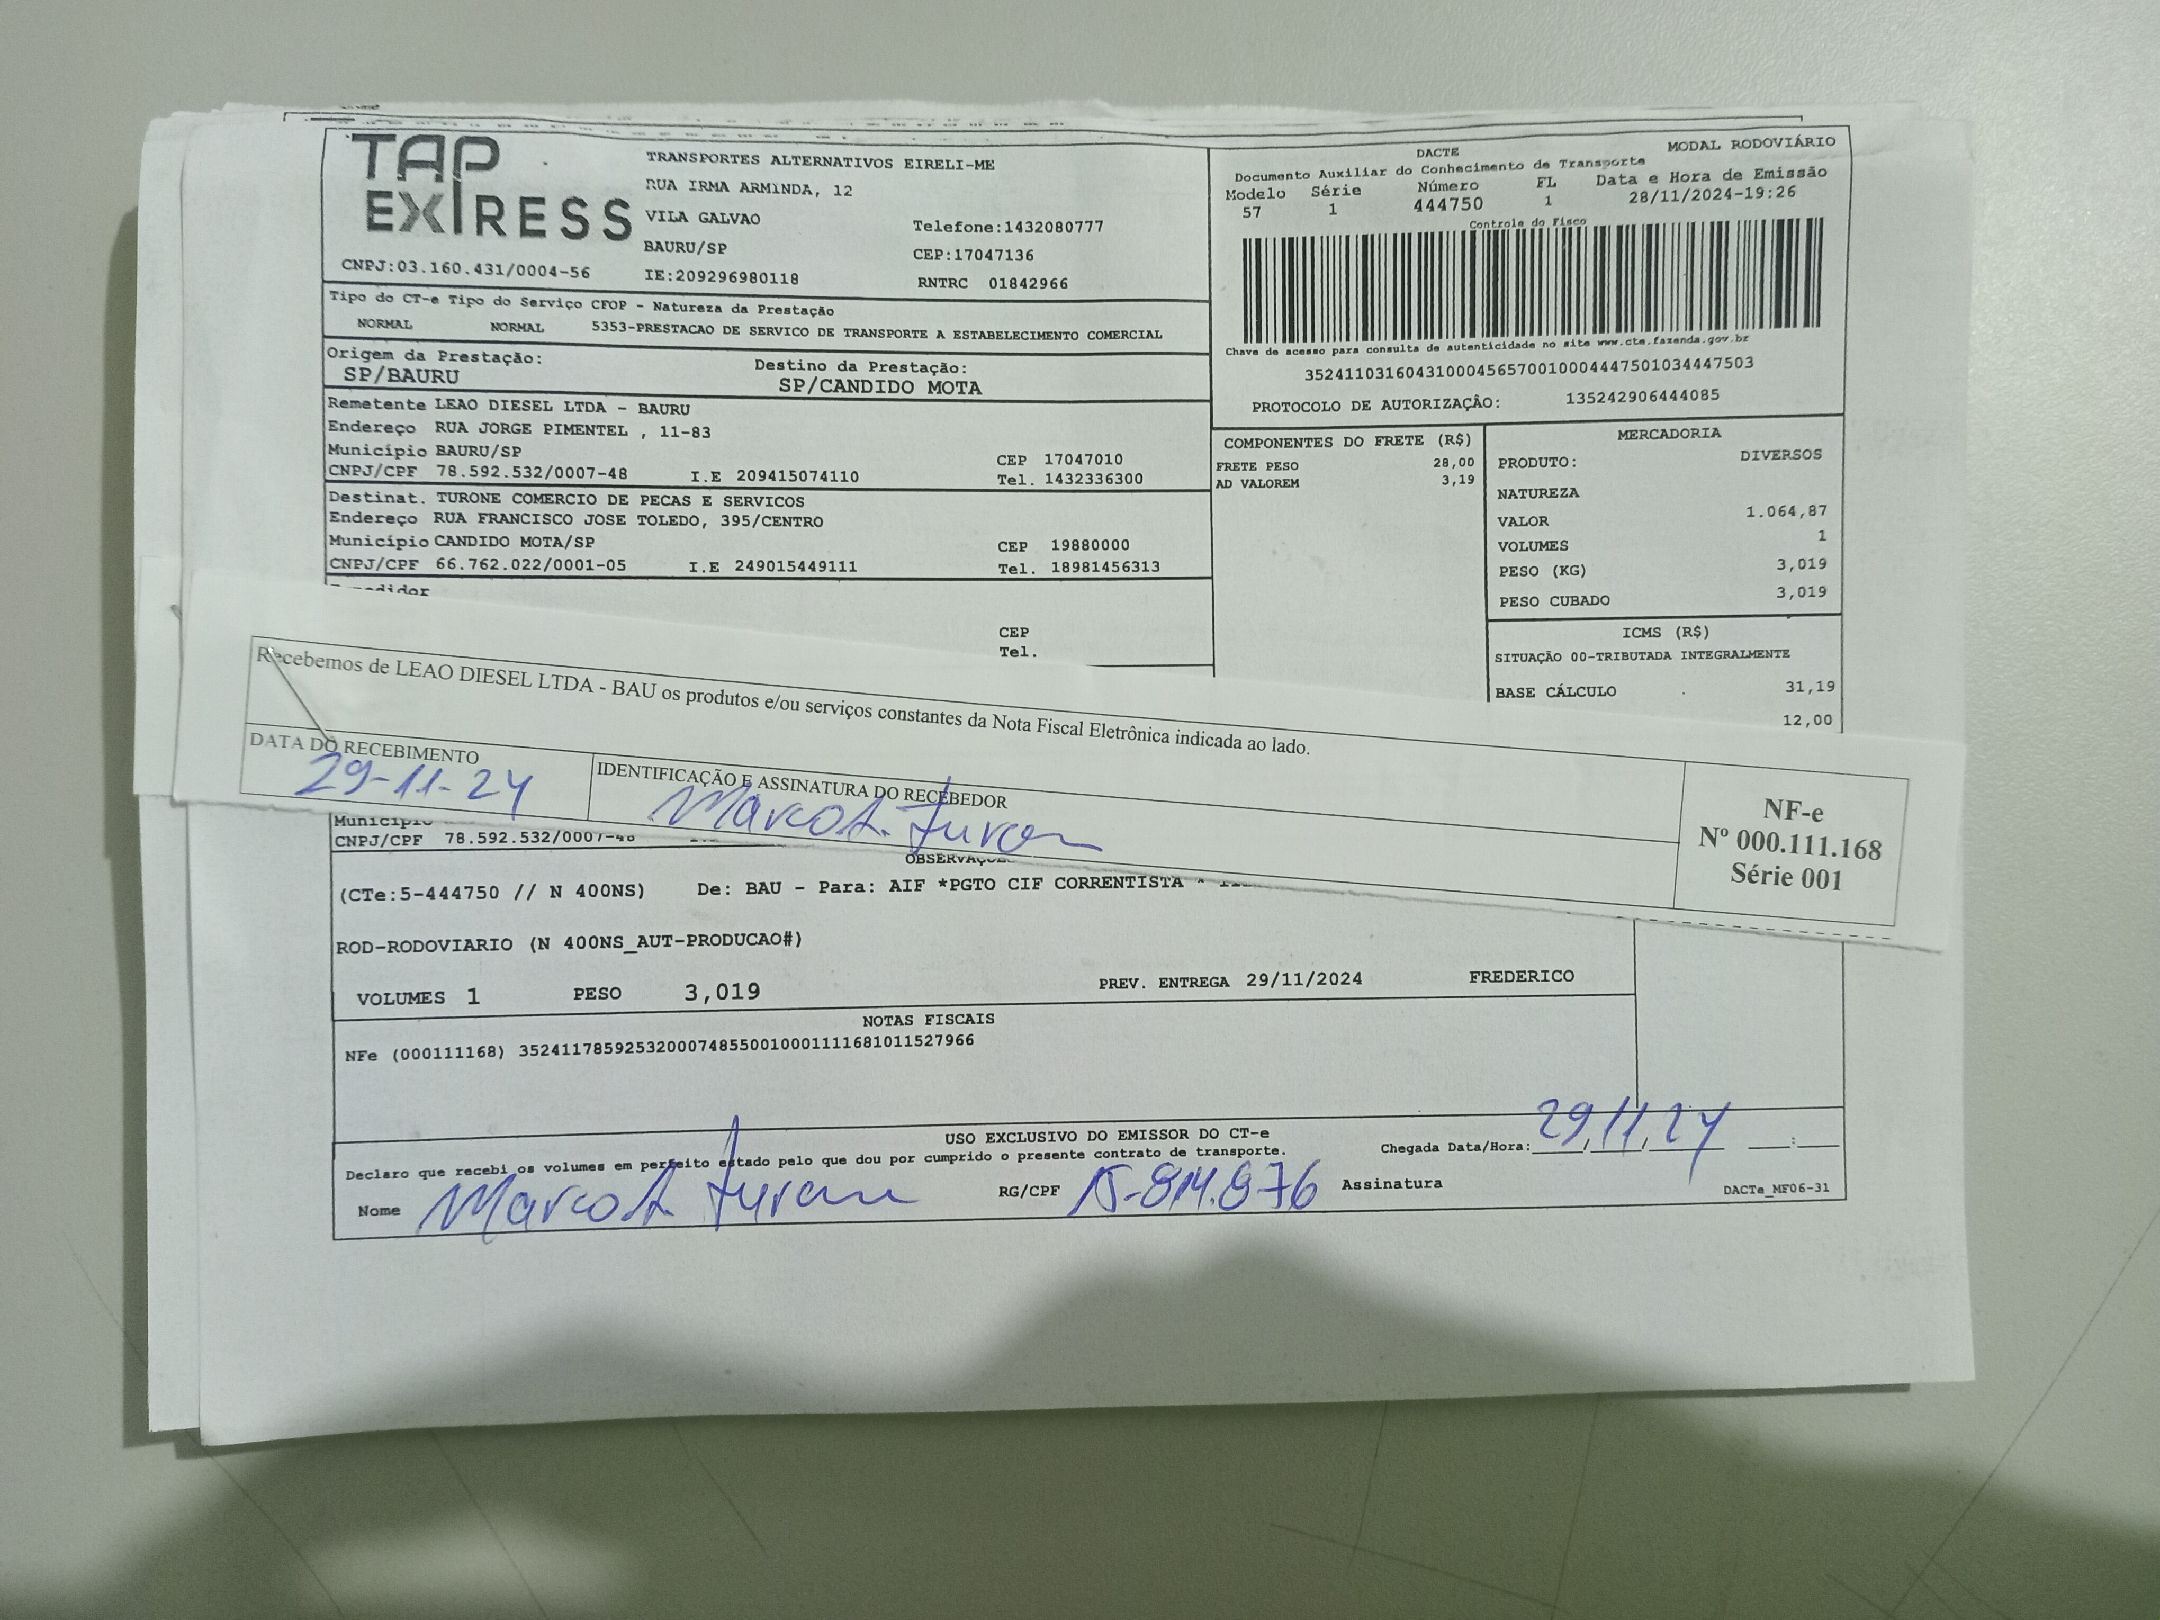 TAP
EXPRESS
CNPJ:03.160.431/0004-56
TRANSPORTES ALTERNATIVOS EIRELI-ME
RUA IRMA ARMINDA, 12
VILA GALVAO
BAURU/SP
IE:209296980118
Telefone:1432080777
CEP:17047136
RNTRC 01842966
DACTE
MODAL RODOVIÁRIO
Documento Auxiliar do Conhecimento de Transporte
Modelo Série Número FL Data e Hora de Emissão
57 1 444750 1 28/11/2024-19:26
Controle do Fisco
Chave de acesso para consulta de autenticidade no site www.cte.fazenda.gov.br
35241103160431000456570010004447501034447503
PROTOCOLO DE AUTORIZAÇÂO: 135242906444085
Tipo do CT-e Tipo do Serviço CFOP - Natureza da Prestação
NORMAL NORMAL 5353-PRESTACAO DE SERVICO DE TRANSPORTE A ESTABELECIMENTO COMERCIAL
Origem da Prestação: Destino da Prestação:
SP/BAURU SP/CANDIDO MOTA
Remetente LEAO DIESEL LTDA - BAURU
Endereço RUA JORGE PIMENTEL , 11-83
Município BAURU/SP CEP 17047010
CNPJ/CPF 78.592.532/0007-48 I.E 209415074110 Tel. 1432336300
Destinat. TURONE COMERCIO DE PECAS E SERVICOS
Endereço RUA FRANCISCO JOSE TOLEDO, 395/CENTRO
Município CANDIDO MOTA/SP CEP 19880000
CNPJ/CPF 66.762.022/0001-05 I.E 249015449111 Tel. 18981456313
CEP
Tel.
COMPONENTES DO FRETE (R$)
FRETE PESO 28,00
AD VALOREM 3,19
MERCADORIA
PRODUTO: DIVERSOS
NATUREZA
VALOR 1.064,87
VOLUMES 1
PESO (KG) 3,019
PESO CUBADO 3,019
ICMS (R$)
SITUAÇÃO 00-TRIBUTADA INTEGRALMENTE
BASE CÁLCULO 31,19
12,00
Recebemos de LEAO DIESEL LTDA - BAU os produtos e/ou serviços constantes da Nota Fiscal Eletrônica indicada ao lado.
DATA DO RECEBIMENTO
29-11-24
IDENTIFICAÇÃO E ASSINATURA DO RECEBEDOR
Marco A. Turon
NF-e
Nº 000.111.168
Série 001
Município
CNPJ/CPF 78.592.532/0007-48
(CTe:5-444750 // N 400NS) De: BAU - Para: AIF *PGTO CIF CORRENTISTA *
ROD-RODOVIARIO (N 400NS_AUT-PRODUCAO#)
VOLUMES 1 PESO 3,019 PREV. ENTREGA 29/11/2024 FREDERICO
NOTAS FISCAIS
NFe (000111168) 35241178592532000748550010001111681011527966
USO EXCLUSIVO DO EMISSOR DO CT-e
Declaro que recebi os volumes em perfeito estado pelo que dou por cumprido o presente contrato de transporte.
Chegada Data/Hora: 29/11/24 :
Nome Marco A. Turon RG/CPF 15-814.876 Assinatura
DACTe_MF06-31